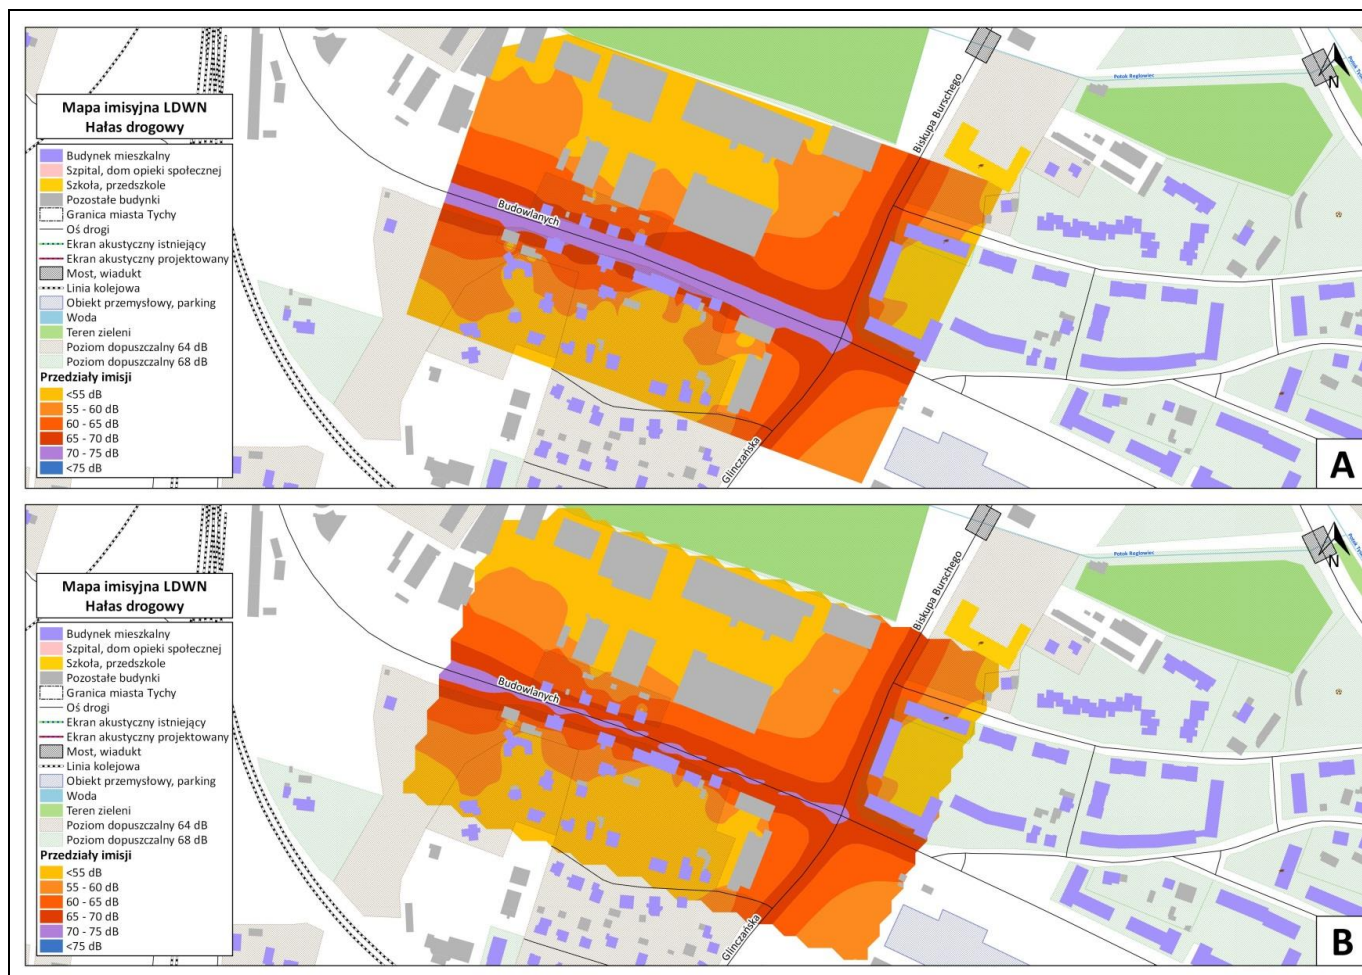 Mapa imisyjna LDWN
Hałas drogowy
Budynek mieszkalny
Szpital, dom opieki społecznej
Szkoła, przedszkole
Pozostałe budynki
Granica miasta Tychy
Oś drogi
Ekran akustyczny istniejący
Ekran akustyczny projektowany
Most, wiadukt
Linia kolejowa
Obiekt przemysłowy, parking
Woda
Teren zieleni
Poziom dopuszczalny 64 dB
Poziom dopuszczalny 68 dB
Przedziały imisji
<55 dB
55 - 60 dB
60 - 65 dB
65 - 70 dB
70 - 75 dB
<75 dB
Budowlanych
Biskupa Burschego
Glinczańska
Potok Rogłowiec
N
A
Mapa imisyjna LDWN
Hałas drogowy
Budynek mieszkalny
Szpital, dom opieki społecznej
Szkoła, przedszkole
Pozostałe budynki
Granica miasta Tychy
Oś drogi
Ekran akustyczny istniejący
Ekran akustyczny projektowany
Most, wiadukt
Linia kolejowa
Obiekt przemysłowy, parking
Woda
Teren zieleni
Poziom dopuszczalny 64 dB
Poziom dopuszczalny 68 dB
Przedziały imisji
<55 dB
55 - 60 dB
60 - 65 dB
65 - 70 dB
70 - 75 dB
<75 dB
Budowlanych
Biskupa Burschego
Glinczańska
Potok Rogłowiec
N
B